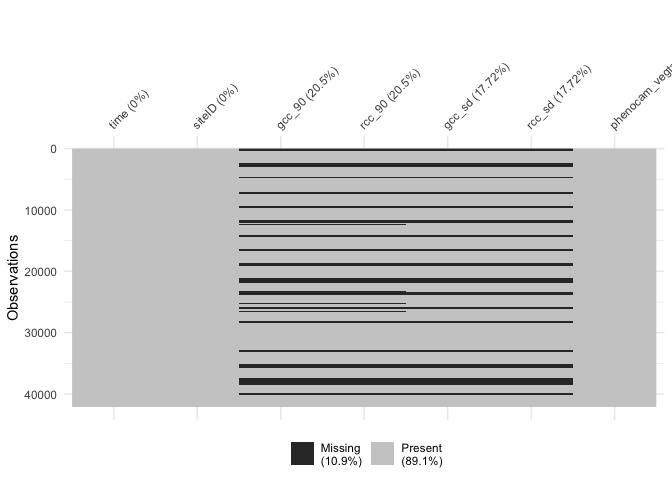 time (0%)
siteID (0%)
gcc_90 (20.5%)
rcc_90 (20.5%)
gcc_sd (17.72%)
rcc_sd (17.72%)
0
10000
20000
30000
40000
Observations
Missing
(10.9%)
Present
(89.1%)